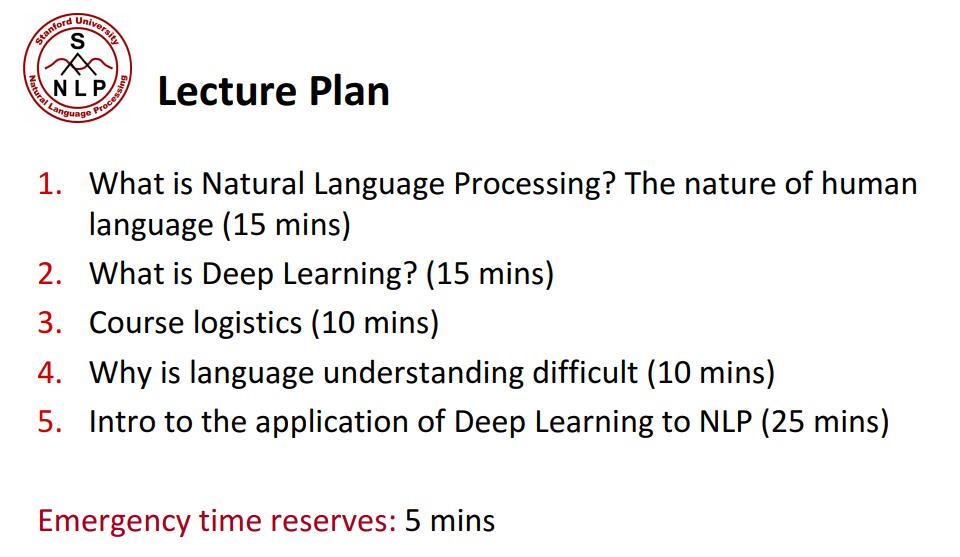 Stanford University
S
NLP
Natural Language Processing
Lecture Plan
1. What is Natural Language Processing? The nature of human
language (15 mins)
2. What is Deep Learning? (15 mins)
3. Course logistics (10 mins)
4. Why is language understanding difficult (10 mins)
5. Intro to the application of Deep Learning to NLP (25 mins)
Emergency time reserves: 5 mins